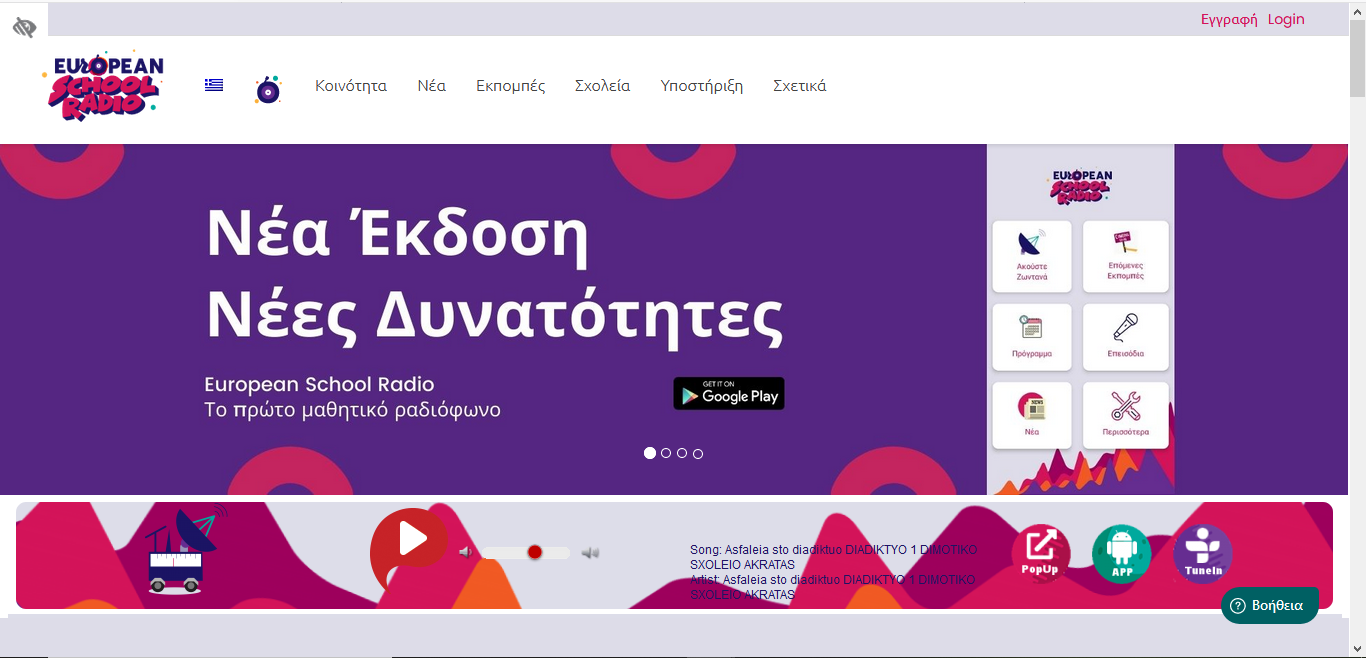 Εγγραφή Login
EUROPEAN
SCHOOL
RADIO
Κοινότητα Νέα Εκπομπές Σχολεία Υποστήριξη Σχετικά
Νέα Έκδοση
Νέες Δυνατότητες
European School Radio
Το πρώτο μαθητικό ραδιόφωνο
GET IT ON
Google Play
EUROPEAN
SCHOOL
RADIO
Ακούστε
Ζωντανά
Επόμενες
Εκπομπές
Πρόγραμμα
Επεισόδια
NEWS
Νέα
Περισσότερα
Song: Asfaleia sto diadiktuo DIADIKTYO 1 DIMOTIKO
SXOLEIO AKRATAS
Artist: Asfaleia sto diadiktuo DIADIKTYO 1 DIMOTIKO
SXOLEIO AKRATAS
PopUp
APP
TuneIn
Βοήθεια